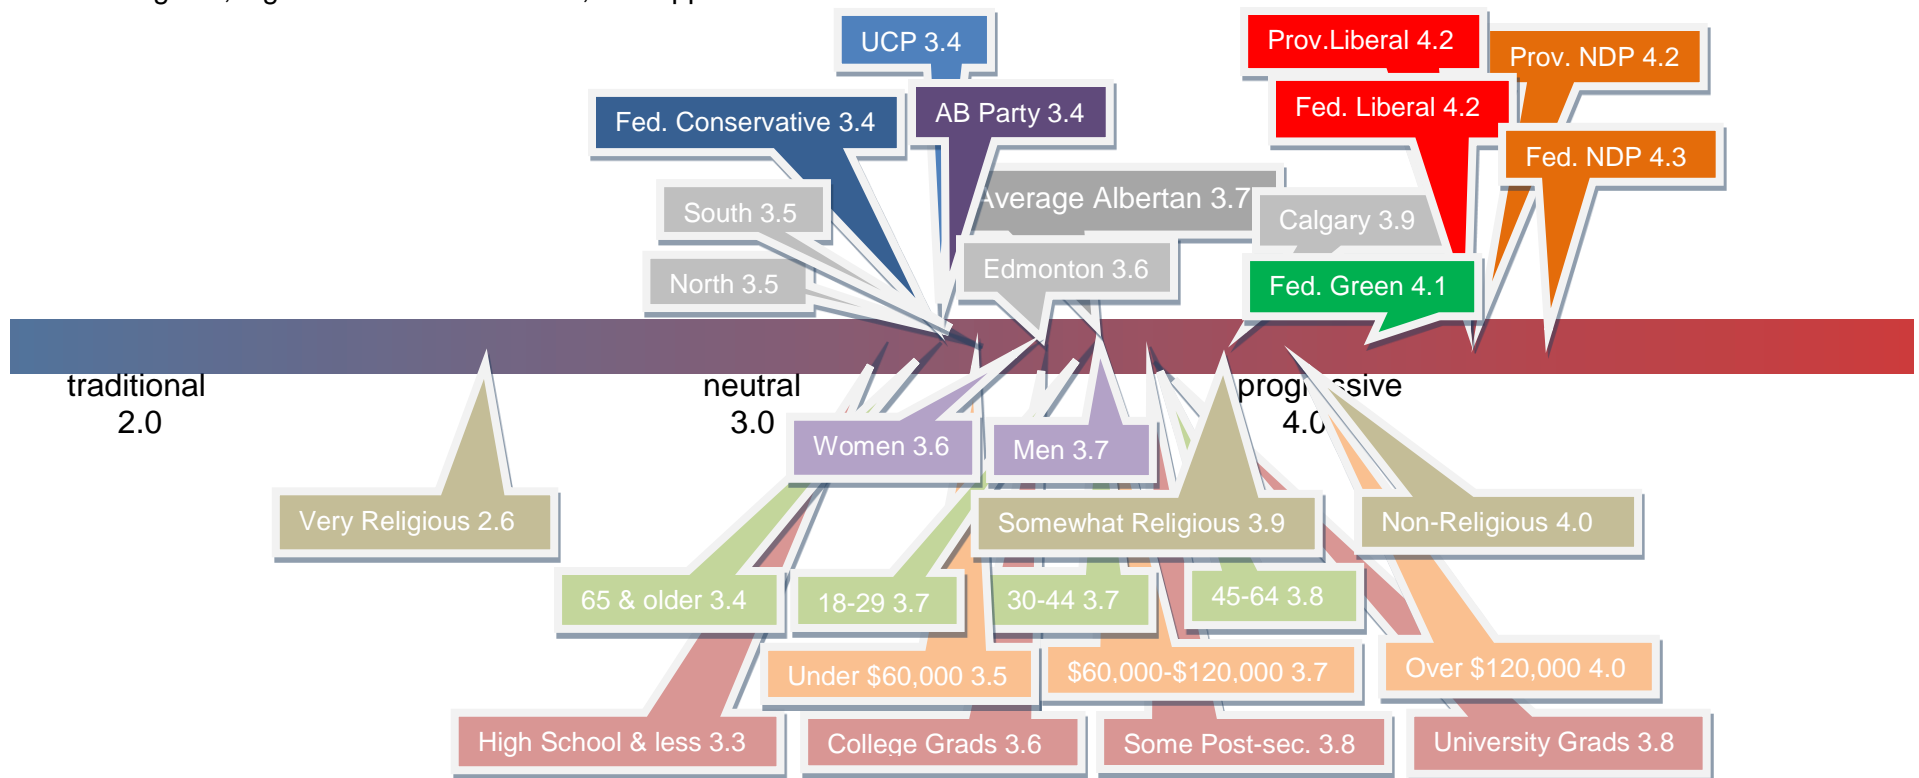 UCP 3.4
Prov.Liberal 4.2
Prov. NDP 4.2
Fed. Conservative 3.4
AB Party 3.4
Fed. Liberal 4.2
Fed. NDP 4.3
South 3.5
Average Albertan 3.7
Calgary 3.9
North 3.5
Edmonton 3.6
Fed. Green 4.1
traditional
2.0
neutral
3.0
progressive
4.0
Women 3.6
Men 3.7
Very Religious 2.6
Somewhat Religious 3.9
Non-Religious 4.0
65 & older 3.4
18-29 3.7
30-44 3.7
45-64 3.8
Under $60,000 3.5
$60,000-$120,000 3.7
Over $120,000 4.0
High School & less 3.3
College Grads 3.6
Some Post-sec. 3.8
University Grads 3.8